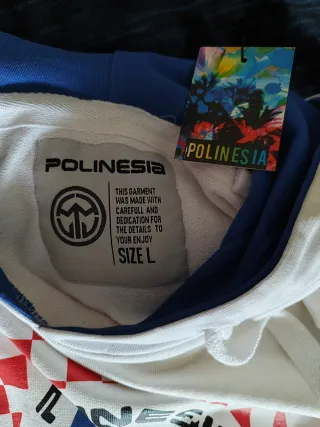 POLINESIA
POLINESIA
THIS GARMENT
WAS MADE WITH
CAREFULL AND
DEDICATION FOR
THE DETAILS TO
YOUR ENJOY
SIZE L